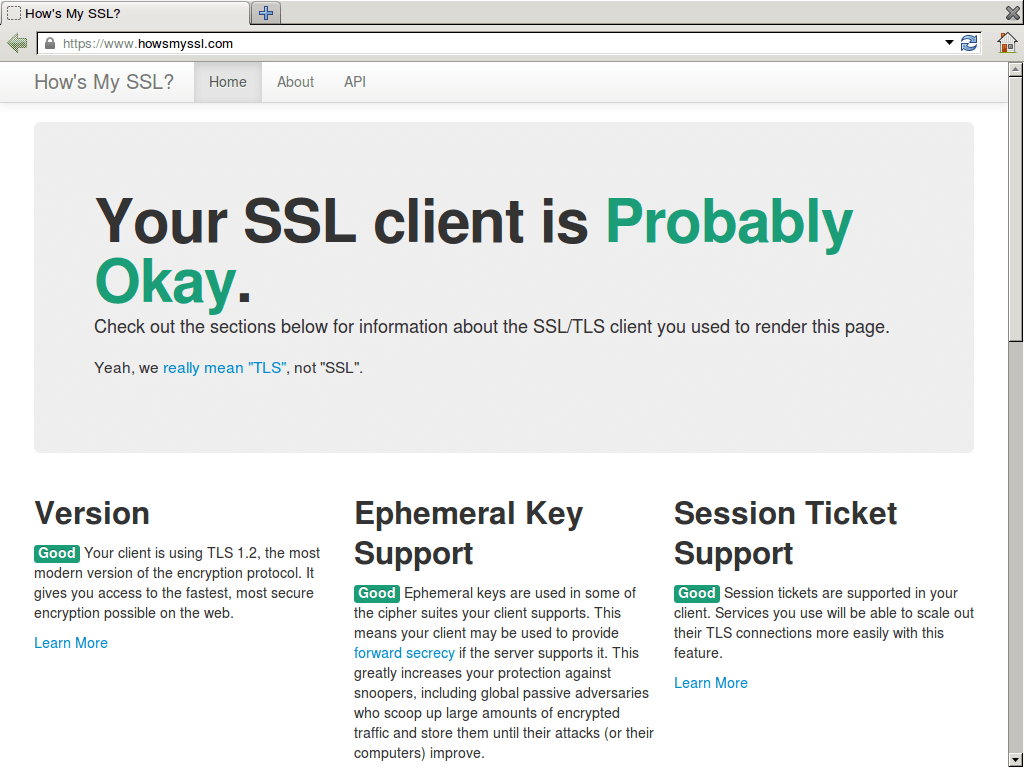 How's My SSL?
https://www.howsmyssl.com
How's My SSL? Home About API
Your SSL client is Probably
Okay.
Check out the sections below for information about the SSL/TLS client you used to render this page.
Yeah, we really mean "TLS", not "SSL".
Version
Good Your client is using TLS 1.2, the most
modern version of the encryption protocol. It
gives you access to the fastest, most secure
encryption possible on the web.
Learn More
Ephemeral Key
Support
Good Ephemeral keys are used in some of
the cipher suites your client supports. This
means your client may be used to provide
forward secrecy if the server supports it. This
greatly increases your protection against
snoopers, including global passive adversaries
who scoop up large amounts of encrypted
traffic and store them until their attacks (or their
computers) improve.
Session Ticket
Support
Good Session tickets are supported in your
client. Services you use will be able to scale out
their TLS connections more easily with this
feature.
Learn More